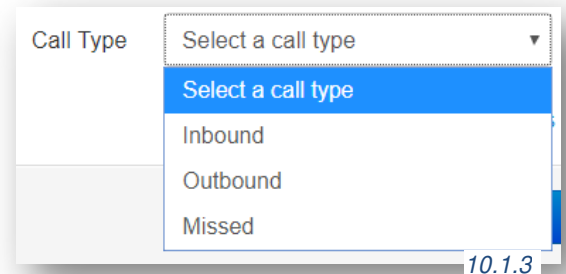 Call Type Select a call type
Select a call type
Inbound
Outbound
Missed
10.1.3